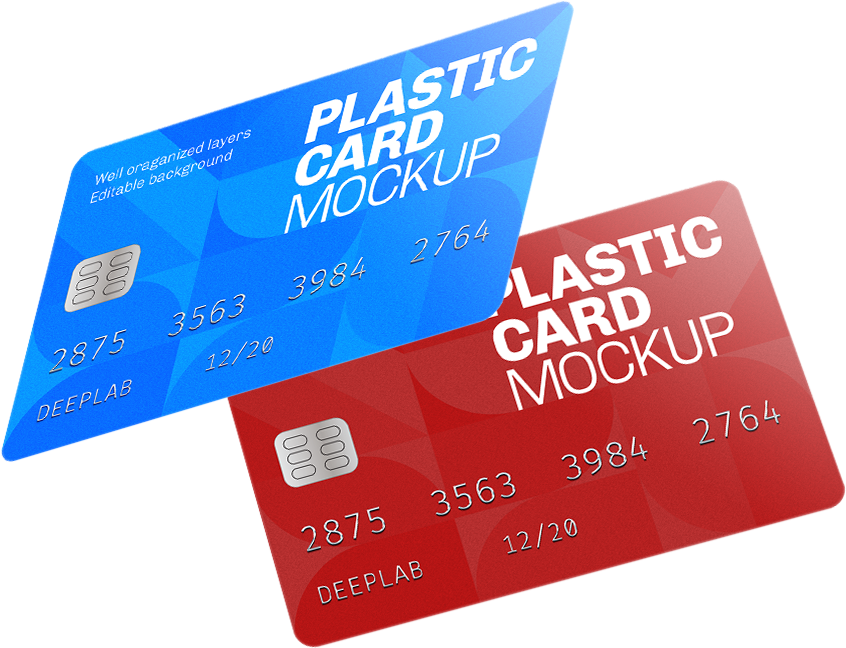 Well oraganized layers
Editable background
PLASTIC
CARD
MOCKUP
2875 3563 3984 2764
12/20
DEEPLAB
PLASTIC
CARD
MOCKUP
2875 3563 3984 2764
12/20
DEEPLAB